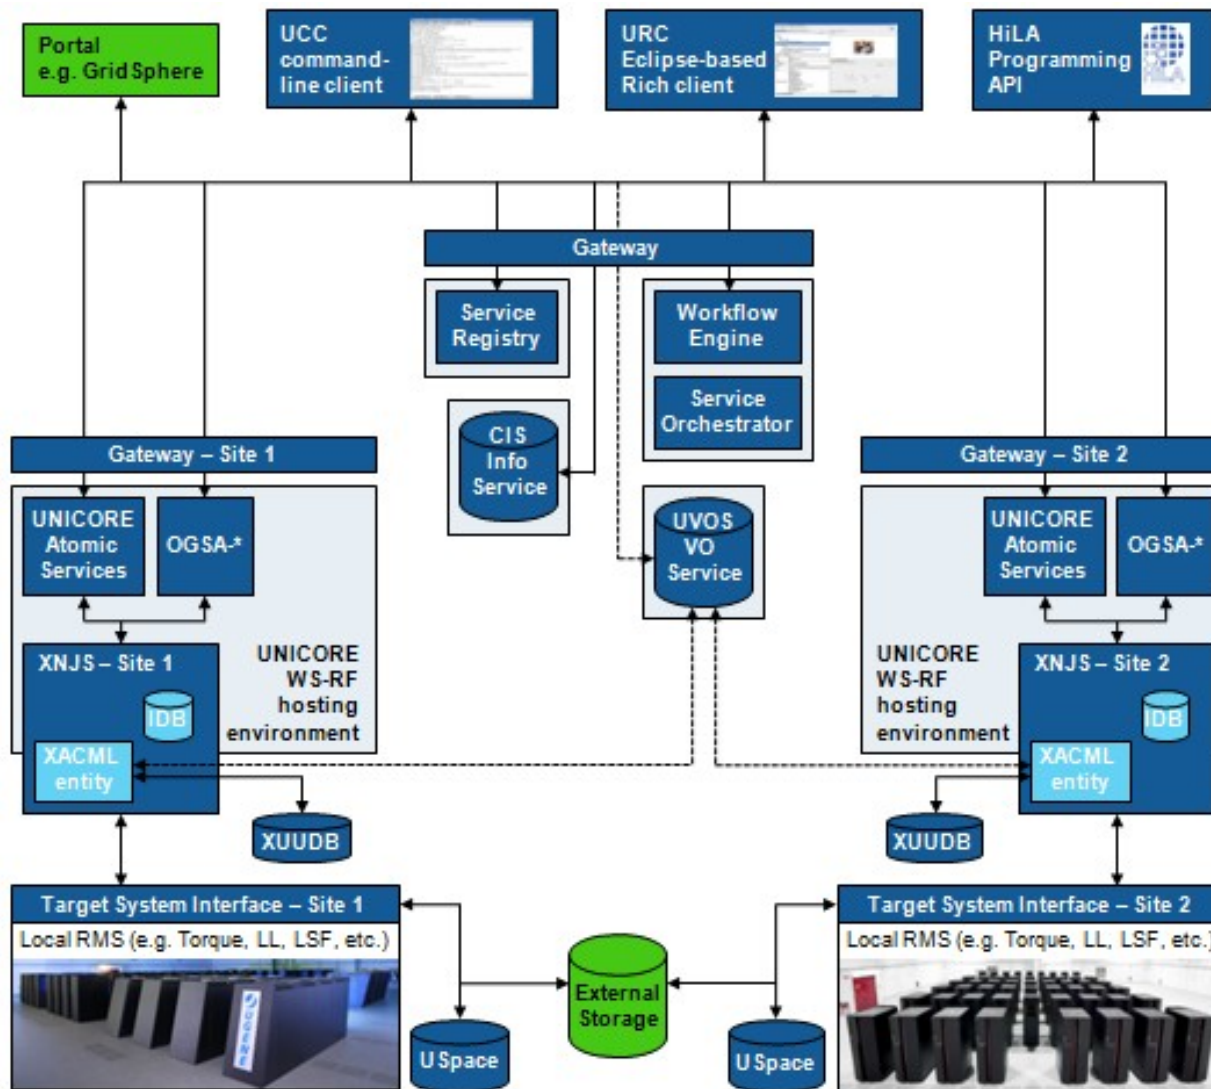 Portal
e.g. GridSphere
UCC
command-
line client
URC
Eclipse-based
Rich client
HiLA
Programming
API
HiLA
Gateway
Service
Registry
Workflow
Engine
Service
Orchestrator
CIS
Info
Service
UVOS
VO
Service
Gateway – Site 1
UNICORE
Atomic
Services
OGSA-*
XNJS – Site 1
IDB
XACML
entity
UNICORE
WS-RF
hosting
environment
XUUDB
Gateway – Site 2
UNICORE
Atomic
Services
OGSA-*
UNICORE
WS-RF
hosting
environment
XNJS – Site 2
IDB
XACML
entity
XUUDB
Target System Interface – Site 1
Local RMS (e.g. Torque, LL, LSF, etc.)
JUGENE
USpace
External
Storage
Target System Interface – Site 2
Local RMS (e.g. Torque, LL, LSF, etc.)
USpace